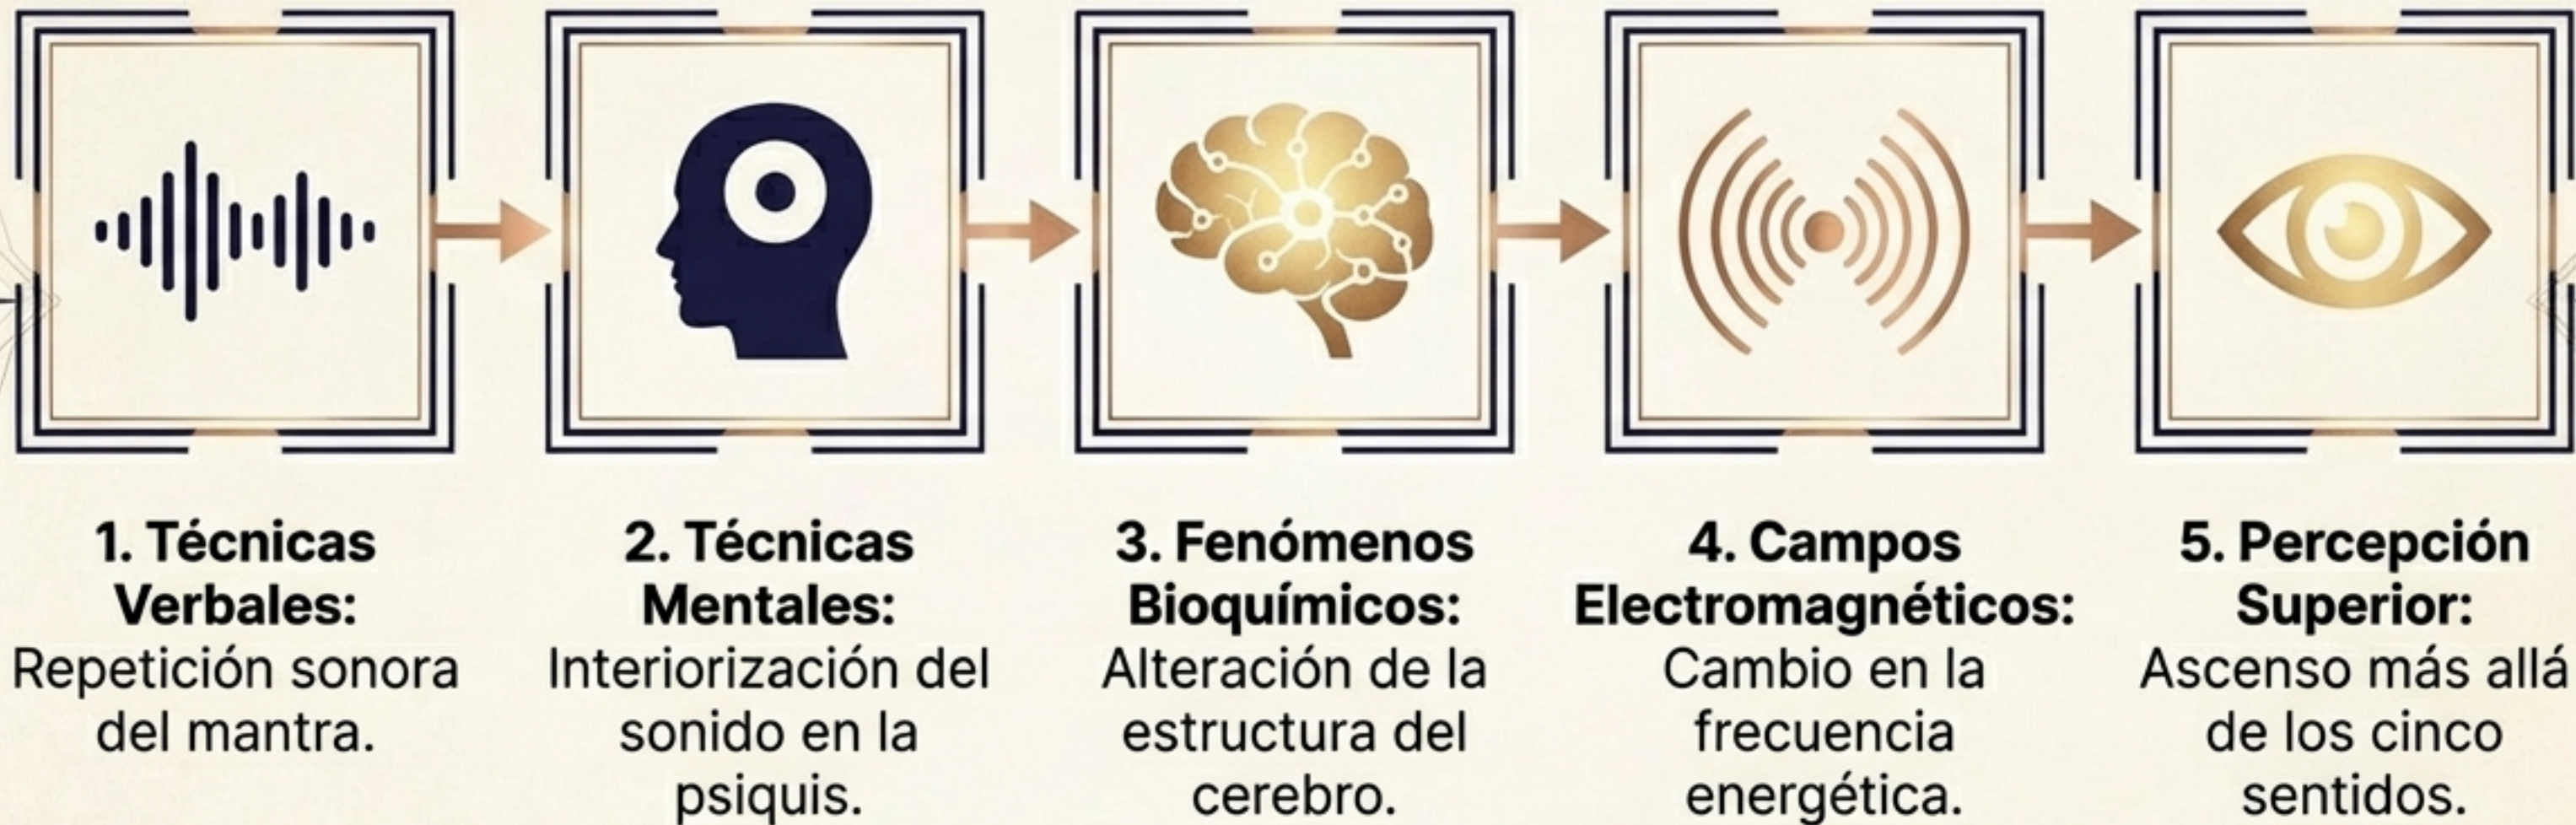 1. Técnicas
Verbales:
Repetición sonora
del mantra.
2. Técnicas
Mentales:
Interiorización del
sonido en la
psiquis.
3. Fenómenos
Bioquímicos:
Alteración de la
estructura del
cerebro.
4. Campos
Electromagnéticos:
Cambio en la
frecuencia
energética.
5. Percepción
Superior:
Ascenso más allá
de los cinco
sentidos.